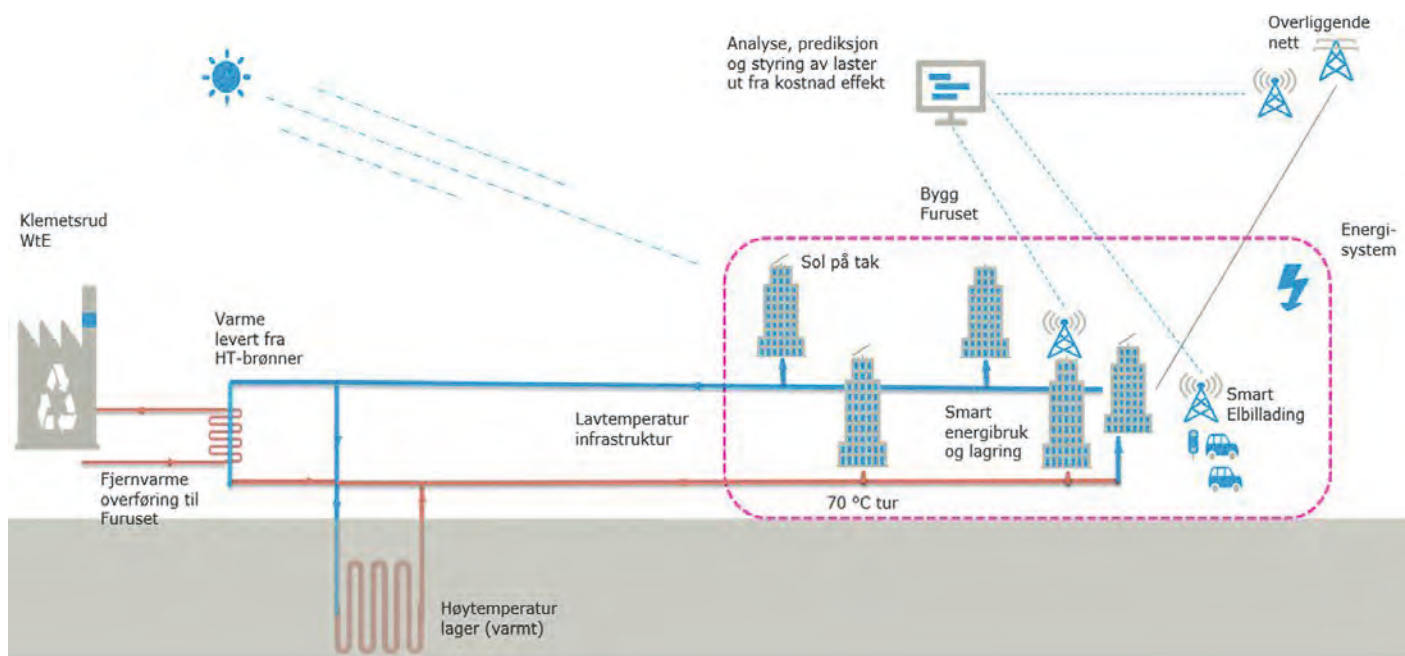 Overliggende
nett
Analyse, prediksjon
og styring av laster
ut fra kostnad effekt
Bygg
Furuset
Klemetsrud
WtE
Energi-
system
Sol på tak
Varme
levert fra
HT-brønner
Lavtemperatur
infrastruktur
Smart
energibruk
og lagring
Smart
Elbillading
Fjernvarme
overføring til
Furuset
70 °C tur
Høytemperatur
lager (varmt)